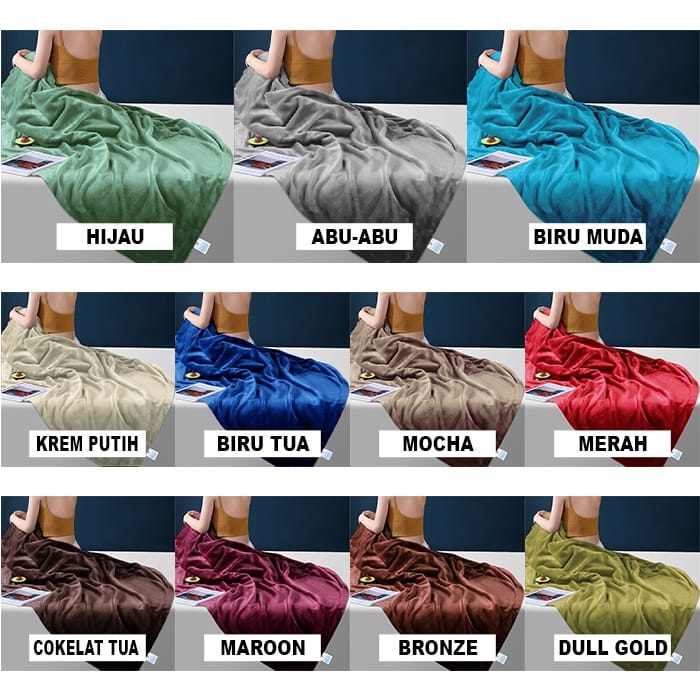 HIJAU
ABU-ABU
BIRU MUDA
KREM PUTIH
BIRU TUA
MOCHA
MERAH
COKELAT TUA
MAROON
BRONZE
DULL GOLD